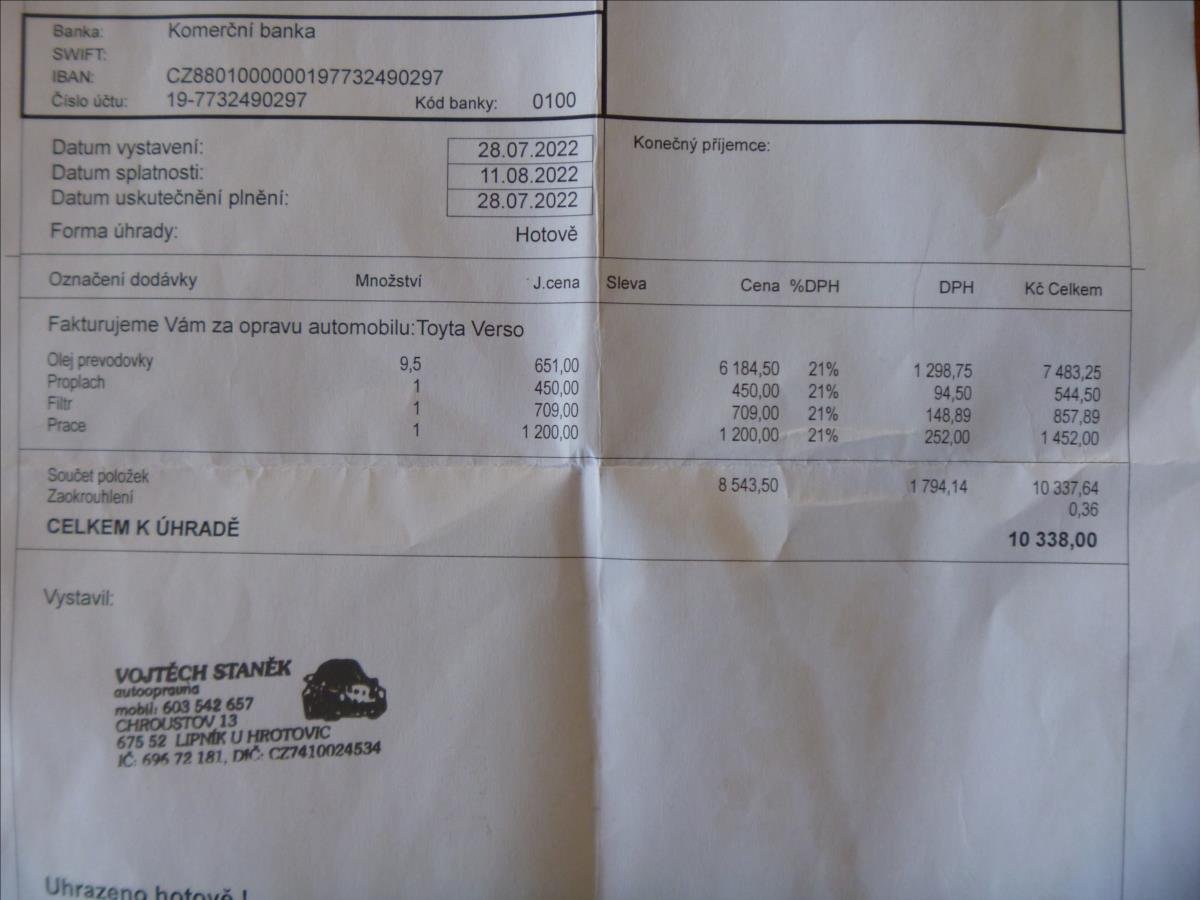 Banka: Komerční banka
SWIFT:
IBAN: CZ8801000000197732490297
Číslo účtu: 19-7732490297 Kód banky: 0100
Datum vystavení: 28.07.2022
Datum splatnosti: 11.08.2022
Datum uskutečnění plnění: 28.07.2022
Forma úhrady: Hotově
Konečný příjemce:
Označení dodávky Množství J.cena Sleva Cena %DPH DPH Kč Celkem
Fakturujeme Vám za opravu automobilu:Toyta Verso
Olej prevodovky 9,5 651,00 6 184,50 21% 1 298,75 7 483,25
Proplach 1 450,00 450,00 21% 94,50 544,50
Filtr 1 709,00 709,00 21% 148,89 857,89
Prace 1 1 200,00 1 200,00 21% 252,00 1 452,00
Součet položek 8 543,50 1 794,14 10 337,64
Zaokrouhlení 0,36
CELKEM K ÚHRADĚ 10 338,00
Vystavil:
VOJTĚCH STANĚK
autoopravna
mobil: 603 542 657
CHROUSTOV 13
675 52 LIPNÍK U HROTOVIC
IČ: 696 72 181, DIČ: CZ7410024534
Uhrazeno hotově !